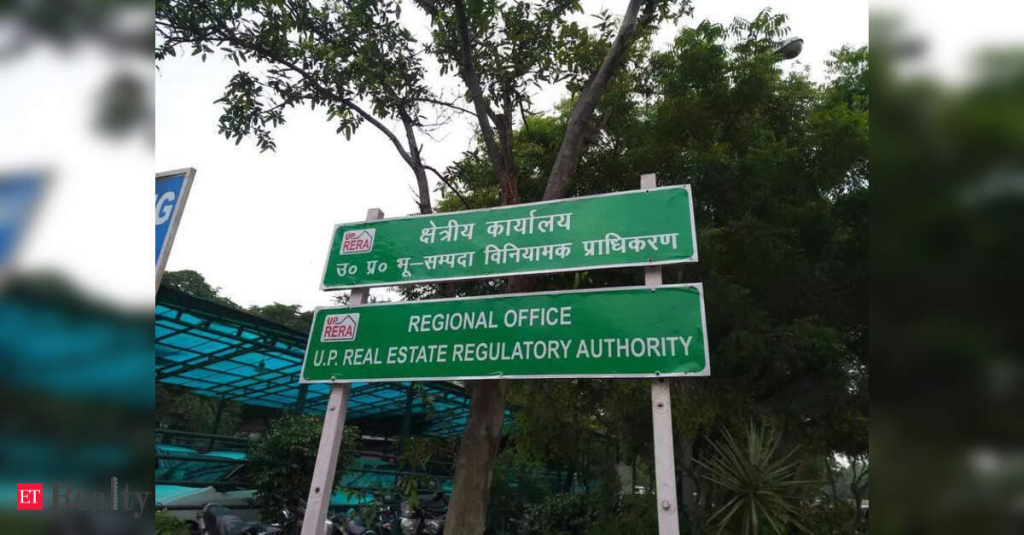 UP
RERA
क्षेत्रीय कार्यालय
उ० प्र० भू–सम्पदा विनियामक प्राधिकरण
UP
RERA
REGIONAL OFFICE
U.P. REAL ESTATE REGULATORY AUTHORITY
G
ET Realty